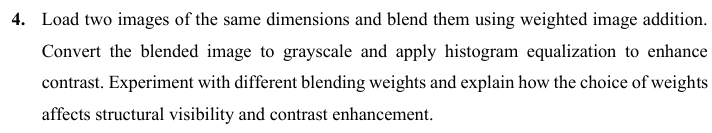 4. Load two images of the same dimensions and blend them using weighted image addition.
Convert the blended image to grayscale and apply histogram equalization to enhance
contrast. Experiment with different blending weights and explain how the choice of weights
affects structural visibility and contrast enhancement.